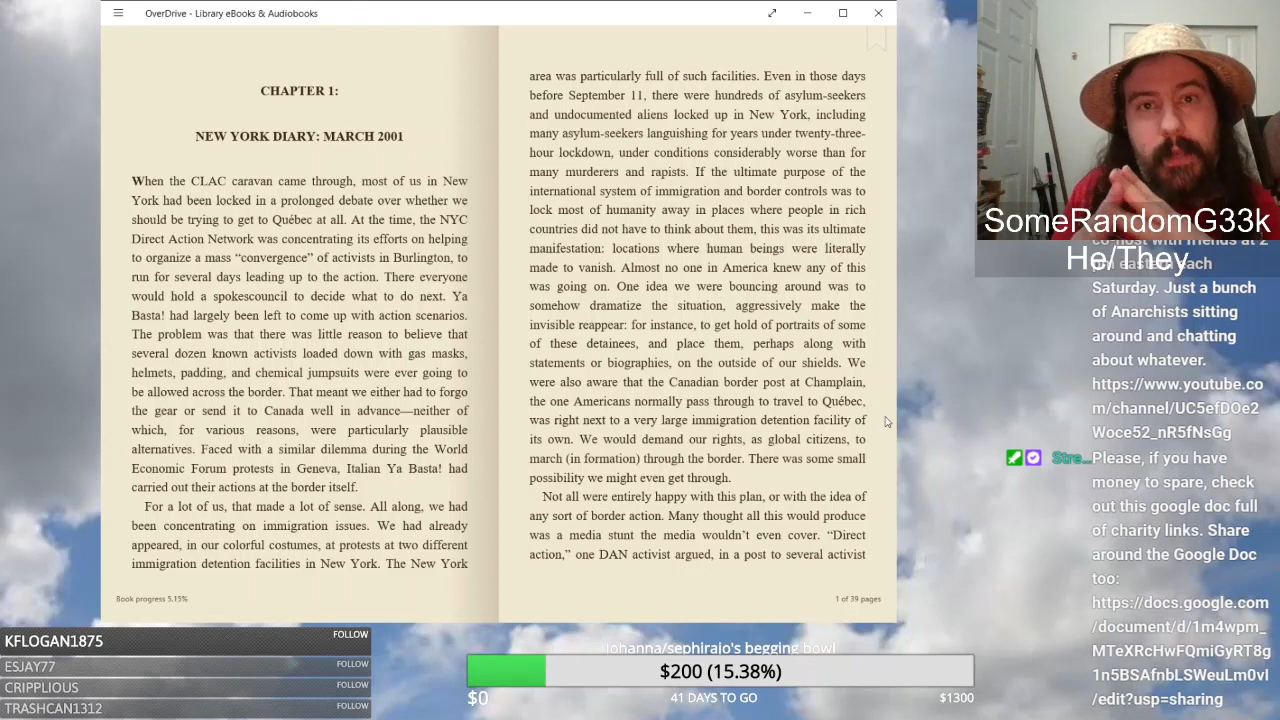 OverDrive - Library eBooks & Audiobooks
CHAPTER 1:
NEW YORK DIARY: MARCH 2001
When the CLAC caravan came through, most of us in New
York had been locked in a prolonged debate over whether we
should be trying to get to Québec at all. At the time, the NYC
Direct Action Network was concentrating its efforts on helping
to organize a mass “convergence” of activists in Burlington, to
run for several days leading up to the action. There everyone
would hold a spokescouncil to decide what to do next. Ya
Basta! had largely been left to come up with action scenarios.
The problem was that there was little reason to believe that
several dozen known activists loaded down with gas masks,
helmets, padding, and chemical jumpsuits were ever going to
be allowed across the border. That meant we either had to forgo
the gear or send it to Canada well in advance—neither of
which, for various reasons, were particularly plausible
alternatives. Faced with a similar dilemma during the World
Economic Forum protests in Geneva, Italian Ya Basta! had
carried out their actions at the border itself.
For a lot of us, that made a lot of sense. All along, we had
been concentrating on immigration issues. We had already
appeared, in our colorful costumes, at protests at two different
immigration detention facilities in New York. The New York
Book progress 5.15%
area was particularly full of such facilities. Even in those days
before September 11, there were hundreds of asylum-seekers
and undocumented aliens locked up in New York, including
many asylum-seekers languishing for years under twenty-three-
hour lockdown, under conditions considerably worse than for
many murderers and rapists. If the ultimate purpose of the
international system of immigration and border controls was to
lock most of humanity away in places where people in rich
countries did not have to think about them, this was its ultimate
manifestation: locations where human beings were literally
made to vanish. Almost no one in America knew any of this
was going on. One idea we were bouncing around was to
somehow dramatize the situation, aggressively make the
invisible reappear: for instance, to get hold of portraits of some
of these detainees, and place them, perhaps along with
statements or biographies, on the outside of our shields. We
were also aware that the Canadian border post at Champlain,
the one Americans normally pass through to travel to Québec,
was right next to a very large immigration detention facility of
its own. We would demand our rights, as global citizens, to
march (in formation) through the border. There was some small
possibility we might even get through.
Not all were entirely happy with this plan, or with the idea of
any sort of border action. Many thought all this would produce
was a media stunt the media wouldn’t even cover. “Direct
action,” one DAN activist argued, in a post to several activist
1 of 39 pages
SomeRandomG33k
He/They
co-host with friends at 2
pm eastern each
Saturday. Just a bunch
of Anarchists sitting
around and chatting
about whatever.
https://www.youtube.co
m/channel/UC5efDOe2
Woce52_nR5fNsGg
Stre... Please, if you have
money to spare, check
out this google doc full
of charity links. Share
around the Google Doc
too:
https://docs.google.com
/document/d/1m4wpm_
MTeXRcHwFQmiGyRT8g
1n5BSAfnbLSWeuLm0vI
/edit?usp=sharing
KFLOGAN1875 FOLLOW
ESJAY77 FOLLOW
CRIPPLIOUS FOLLOW
TRASHCAN1312 FOLLOW
johanna/sephiraio's begging bowl
$200 (15.38%)
$0 41 DAYS TO GO $1300